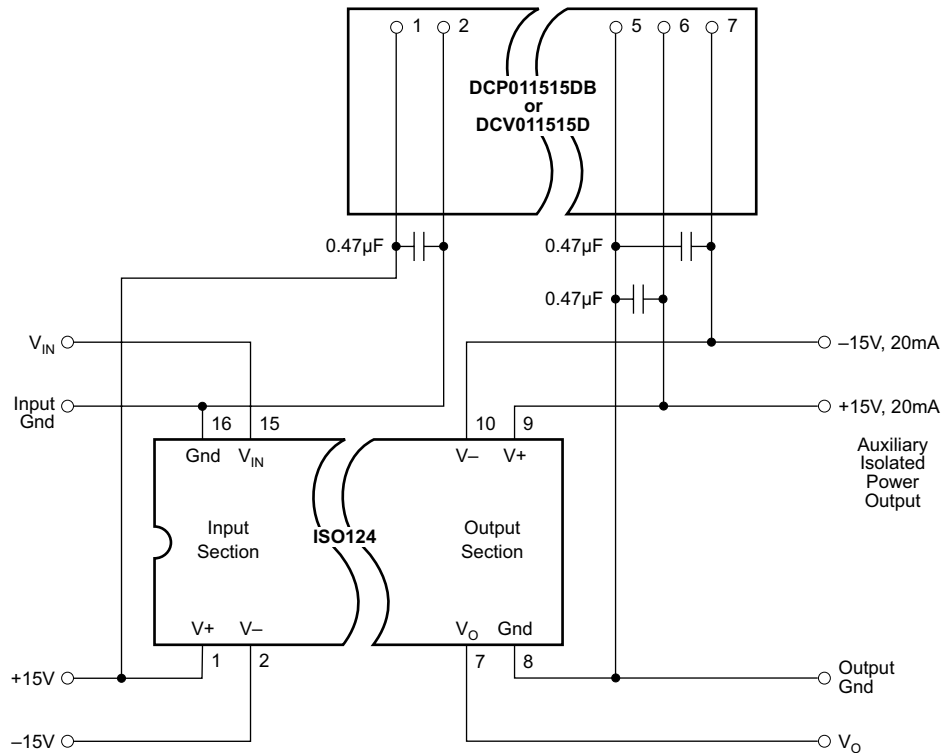 1 2 5 6 7
DCP011515DB
or
DCV011515D
0.47µF 0.47µF
0.47µF
V_IN –15V, 20mA
Input
Gnd
+15V, 20mA
16 15 10 9
Gnd V_IN V– V+
Auxiliary
Isolated
Power
Output
Input
Section
ISO124
Output
Section
V+ V– V_O Gnd
1 2 7 8
+15V
Output
Gnd
–15V V_O